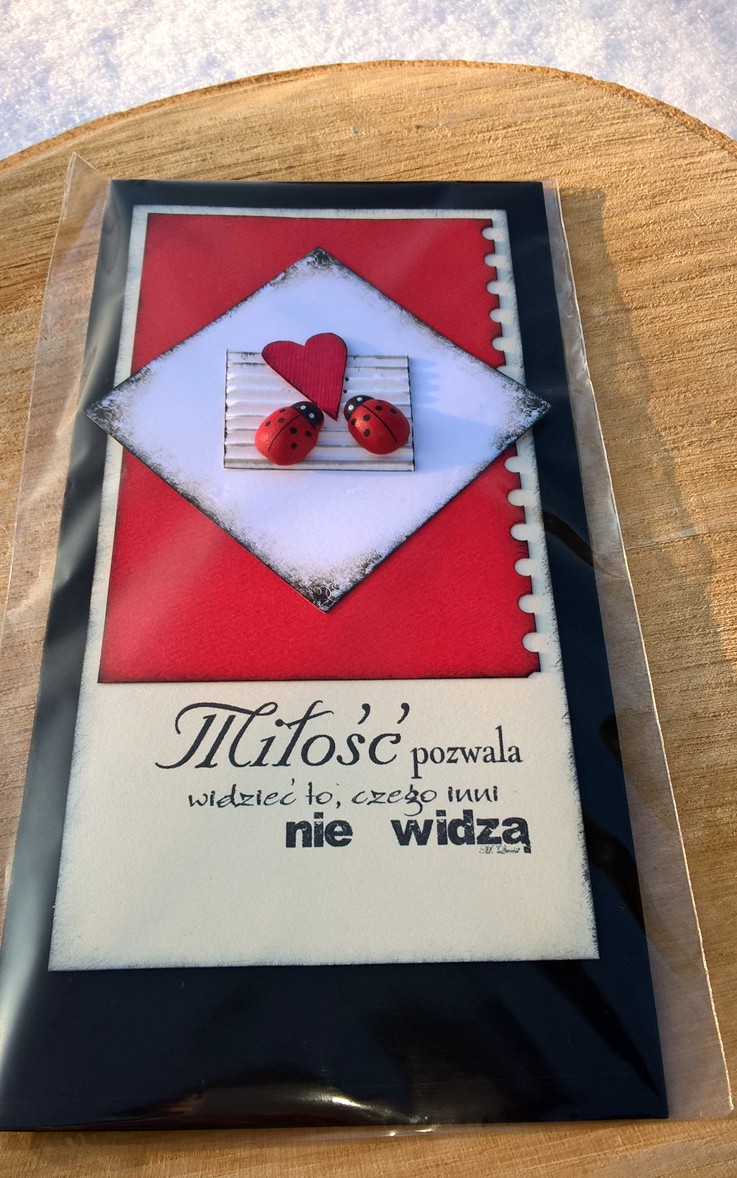 Miłość pozwala
widzieć to, czego inni
nie widzą